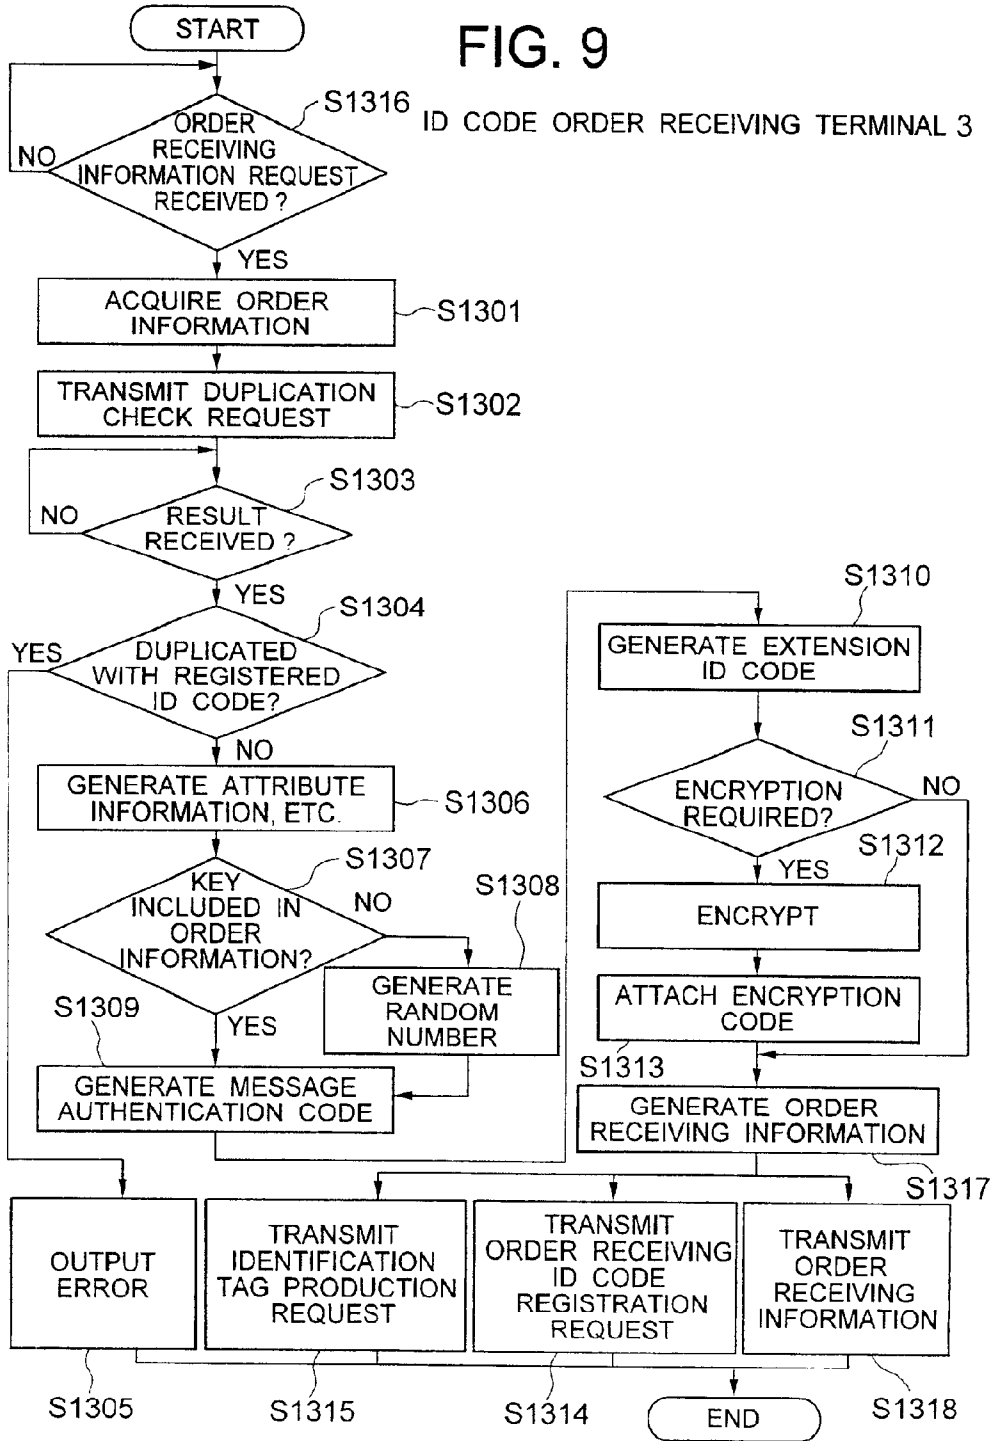 START
FIG. 9
ID CODE ORDER RECEIVING TERMINAL 3
S1316
ORDER
RECEIVING
INFORMATION REQUEST
RECEIVED ?
NO
YES
ACQUIRE ORDER
INFORMATION
S1301
TRANSMIT DUPLICATION
CHECK REQUEST
S1302
S1303
NO
RESULT
RECEIVED ?
YES
S1304
YES
DUPLICATED
WITH REGISTERED
ID CODE?
NO
GENERATE ATTRIBUTE
INFORMATION, ETC.
S1306
S1307
KEY
INCLUDED IN
ORDER
INFORMATION?
NO
S1308
GENERATE
RANDOM
NUMBER
YES
S1309
GENERATE MESSAGE
AUTHENTICATION CODE
S1310
GENERATE EXTENSION
ID CODE
S1311
ENCRYPTION
REQUIRED?
NO
YES
S1312
ENCRYPT
ATTACH ENCRYPTION
CODE
S1313
GENERATE ORDER
RECEIVING INFORMATION
S1317
OUTPUT
ERROR
S1305
TRANSMIT
IDENTIFICATION
TAG PRODUCTION
REQUEST
S1315
TRANSMIT
ORDER RECEIVING
ID CODE
REGISTRATION
REQUEST
S1314
TRANSMIT
ORDER
RECEIVING
INFORMATION
S1318
END